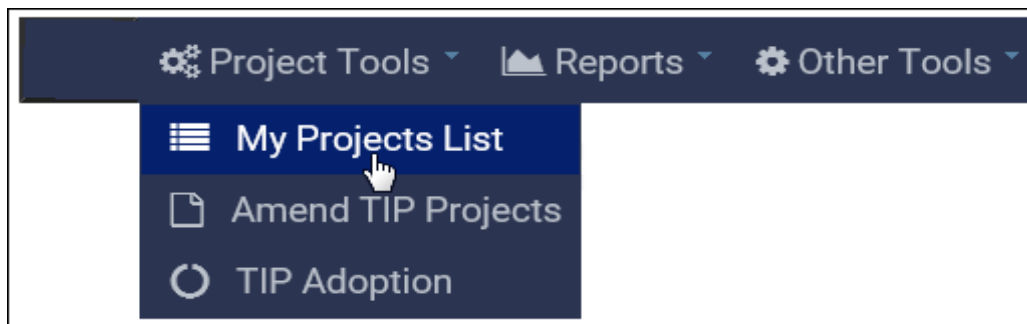 Project Tools Reports Other Tools
My Projects List
Amend TIP Projects
TIP Adoption